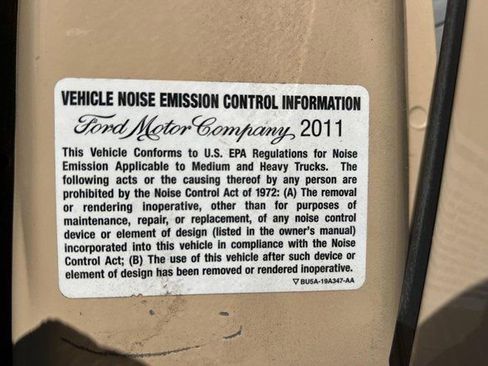 VEHICLE NOISE EMISSION CONTROL INFORMATION
Ford Motor Company, 2011
This Vehicle Conforms to U.S. EPA Regulations for Noise
Emission Applicable to Medium and Heavy Trucks. The
following acts or the causing thereof by any person are
prohibited by the Noise Control Act of 1972: (A) The removal
or rendering inoperative, other than for purposes of
maintenance, repair, or replacement, of any noise control
device or element of design (listed in the owner's manual)
incorporated into this vehicle in compliance with the Noise
Control Act; (B) The use of this vehicle after such device or
element of design has been removed or rendered inoperative.
▽ BU5A-19A347-AA